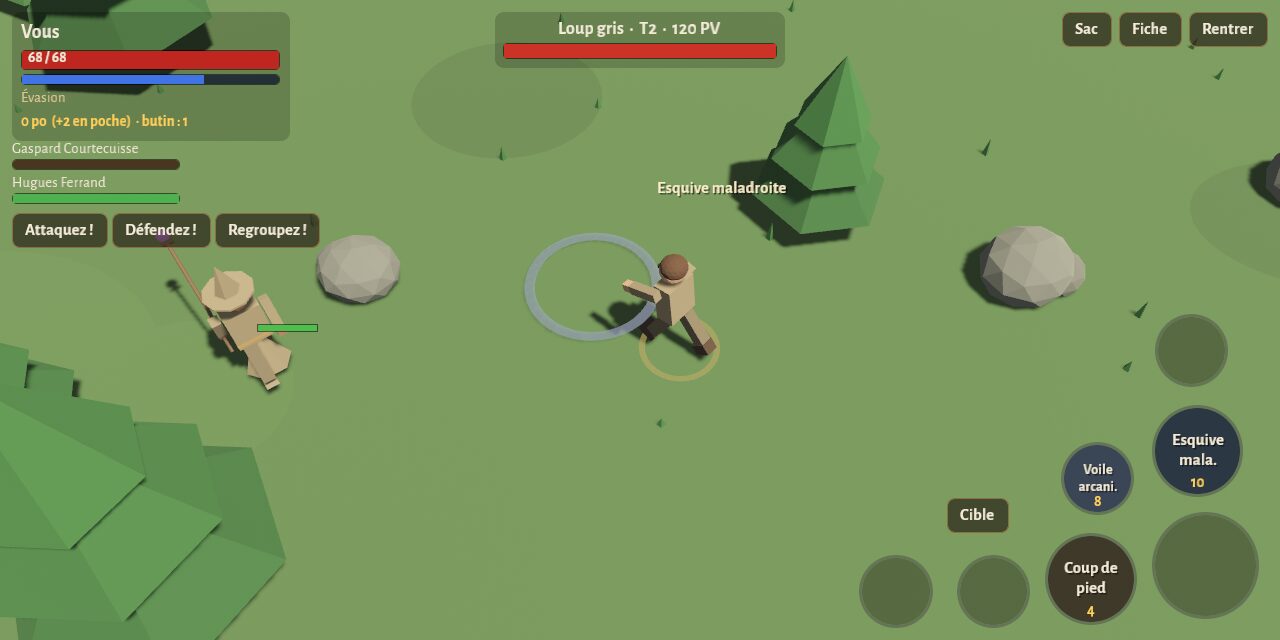 Vous
68 / 68
Évasion
0 po (+2 en poche) · butin : 1
Gaspard Courtecuisse
Hugues Ferrand
Attaquez !
Défendez !
Regroupez !
Loup gris · T2 · 120 PV
Sac
Fiche
Rentrer
Esquive maladroite
Esquive
mala.
10
Voile
arcani.
8
Cible
Coup de
pied
4